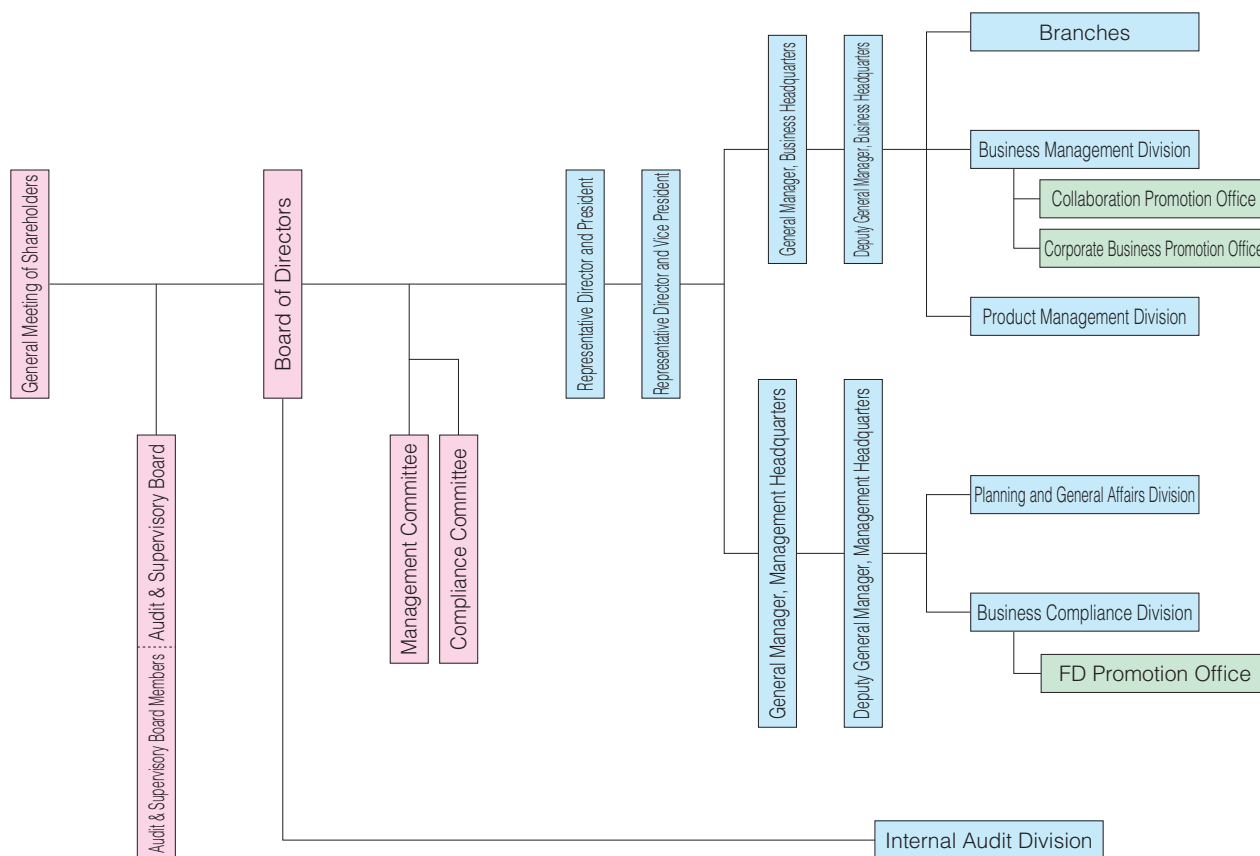 General Meeting of Shareholders
Audit & Supervisory Board
Audit & Supervisory Board Members
Board of Directors
Management Committee
Compliance Committee
Representative Director and President
Representative Director and Vice President
General Manager, Business Headquarters
Deputy General Manager, Business Headquarters
Branches
Business Management Division
Collaboration Promotion Office
Corporate Business Promotion Office
Product Management Division
General Manager, Management Headquarters
Deputy General Manager, Management Headquarters
Planning and General Affairs Division
Business Compliance Division
FD Promotion Office
Internal Audit Division